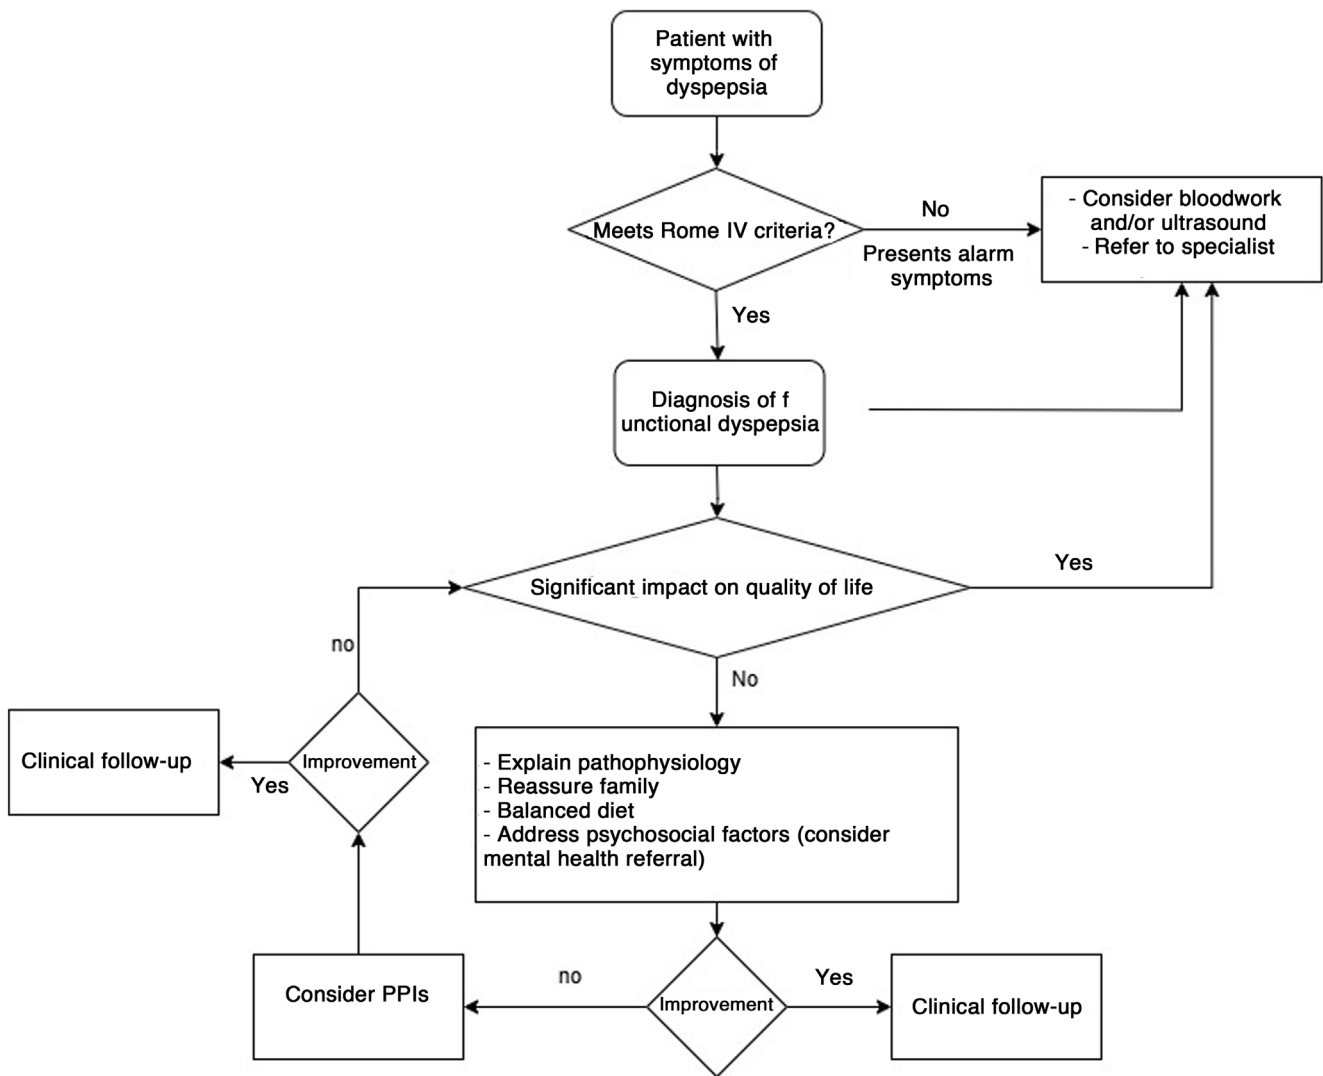 Patient with
symptoms of
dyspepsia
Meets Rome IV criteria?
No
Presents alarm
symptoms
- Consider bloodwork
and/or ultrasound
- Refer to specialist
Yes
Diagnosis of f
unctional dyspepsia
Significant impact on quality of life
Yes
No
no
Clinical follow-up
Yes
Improvement
- Explain pathophysiology
- Reassure family
- Balanced diet
- Address psychosocial factors (consider
mental health referral)
Consider PPIs
no
Improvement
Yes
Clinical follow-up